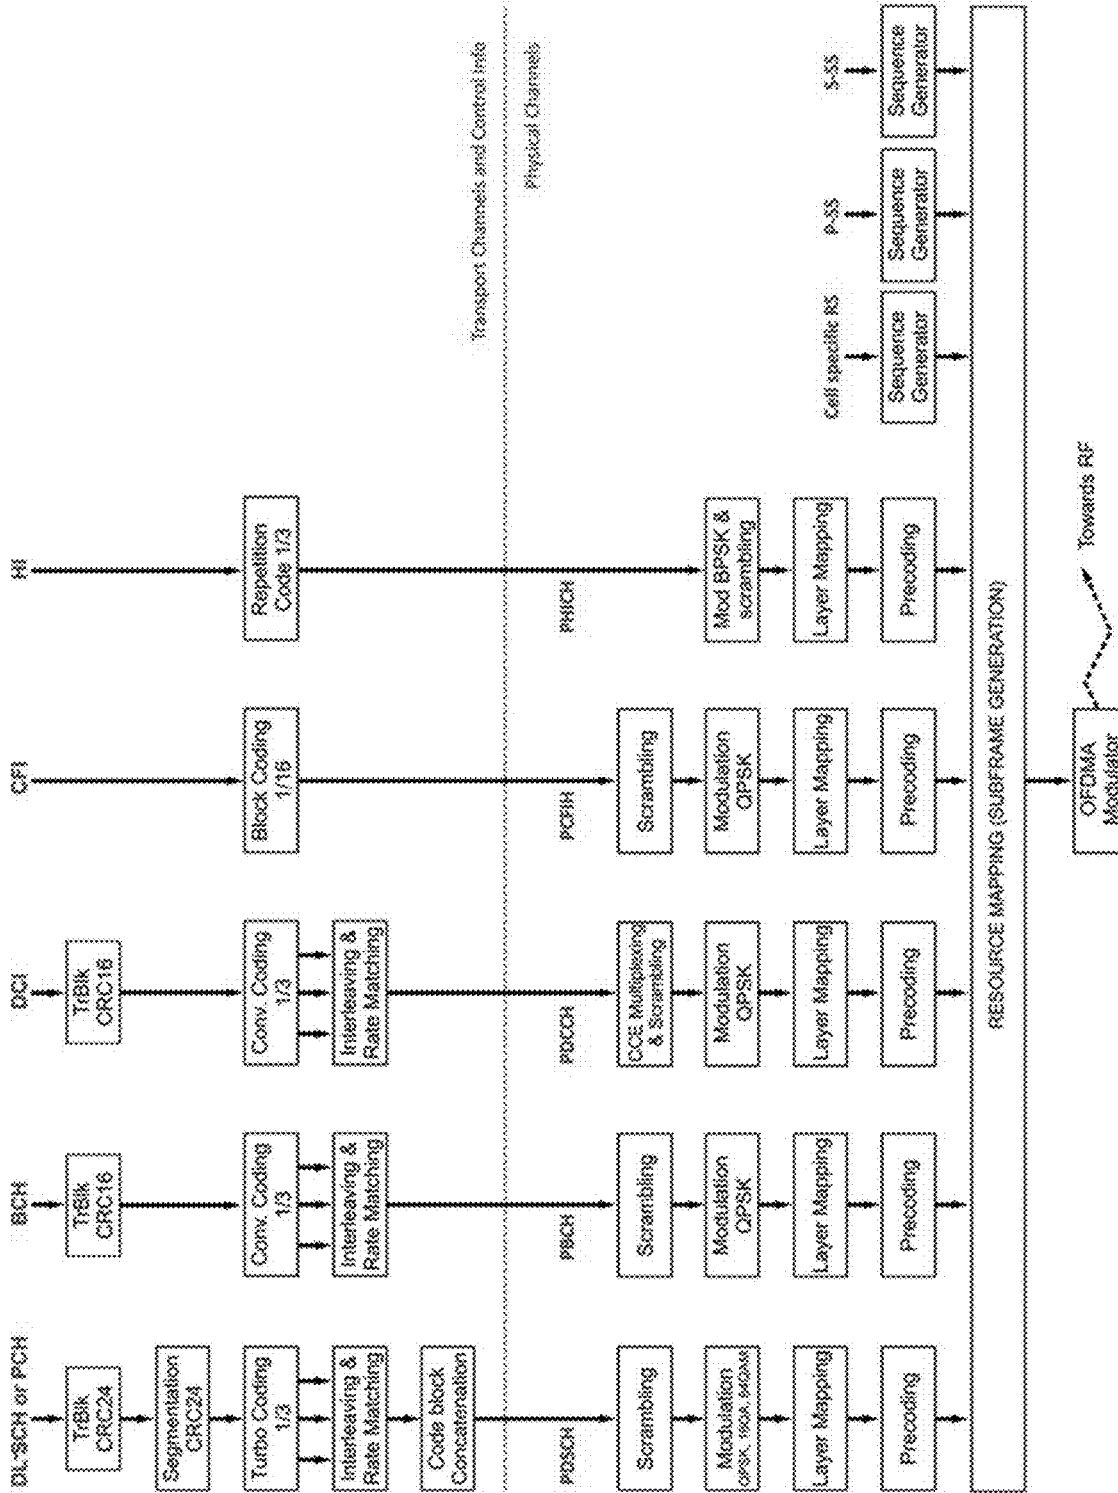 DL-SCH or PCH
BCH
DCI
CFI
HI
TrBlk
CRC24
TrBlk
CRC16
TrBlk
CRC16
Segmentation
CRC24
Turbo Coding
1/3
Conv. Coding
1/3
Conv. Coding
1/3
Block Coding
1/16
Repetition
Code 1/3
Interleaving &
Rate Matching
Interleaving &
Rate Matching
Interleaving &
Rate Matching
Code block
Concatenation
Transport Channels and Control Info
Physical Channels
PDSCH
PBCH
PDCCH
PCFIH
PHICH
Scrambling
Scrambling
CCE Multiplexing
& Scrambling
Scrambling
Modulation
QPSK, 16QA, 64QAM
Modulation
QPSK
Modulation
QPSK
Modulation
QPSK
Mod BPSK &
scrambling
Layer Mapping
Layer Mapping
Layer Mapping
Layer Mapping
Layer Mapping
Cell specific RS
P-SS
S-SS
Precoding
Precoding
Precoding
Precoding
Precoding
Sequence
Generator
Sequence
Generator
Sequence
Generator
RESOURCE MAPPING (SUBFRAME GENERATION)
OFDMA
Modulator
Towards RF